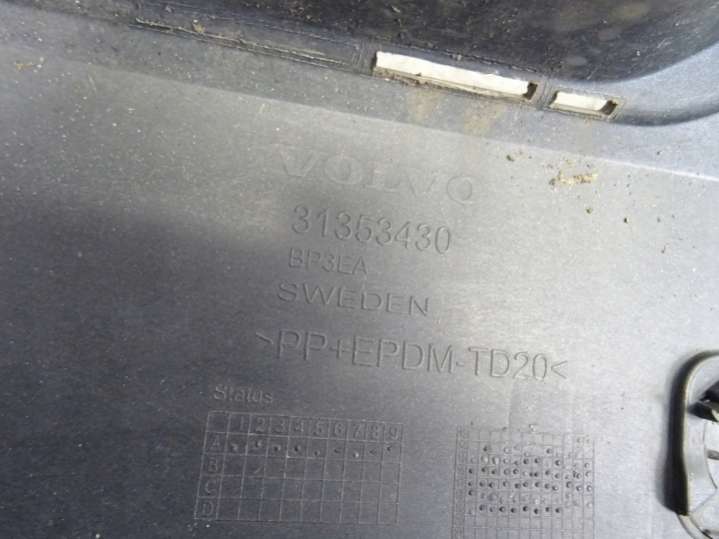 VOLVO
31353430
BP3EA
SWEDEN
>PP+EPDM-TD20<
Status
1 2 3 4 5 6 7 8 9
A
B
C
D